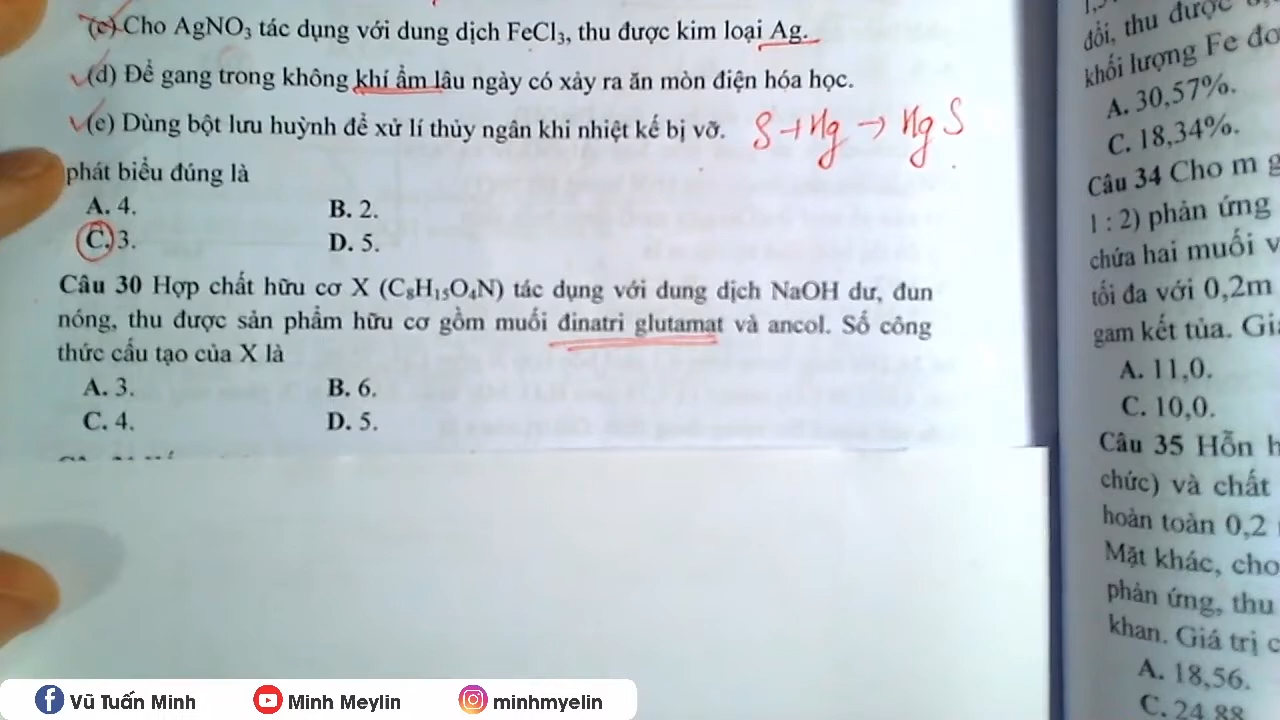 (c) Cho AgNO₃ tác dụng với dung dịch FeCl₃, thu được kim loại Ag.
(d) Để gang trong không khí ẩm lâu ngày có xảy ra ăn mòn điện hóa học.
(e) Dùng bột lưu huỳnh để xử lí thủy ngân khi nhiệt kế bị vỡ. S + Hg → HgS
phát biểu đúng là
A. 4. B. 2.
C. 3. D. 5.
Câu 30 Hợp chất hữu cơ X (C₈H₁₅O₄N) tác dụng với dung dịch NaOH dư, đun
nóng, thu được sản phẩm hữu cơ gồm muối đinatri glutamat và ancol. Số công
thức cấu tạo của X là
A. 3. B. 6.
C. 4. D. 5.
đổi, thu được
khối lượng Fe
A. 30,57%.
C. 18,34%.
Câu 34 Cho m
1 : 2) phản ứng
chứa hai muối
tối đa với 0,2m
gam kết tủa.
A. 11,0.
C. 10,0.
Câu 35 Hỗn
chức) và chất
hoàn toàn 0,2
Mặt khác, cho
phản ứng, thu
khan. Giá trị
A. 18,56.
C. 24,88
Vũ Tuấn Minh Minh Meylin minhmyelin